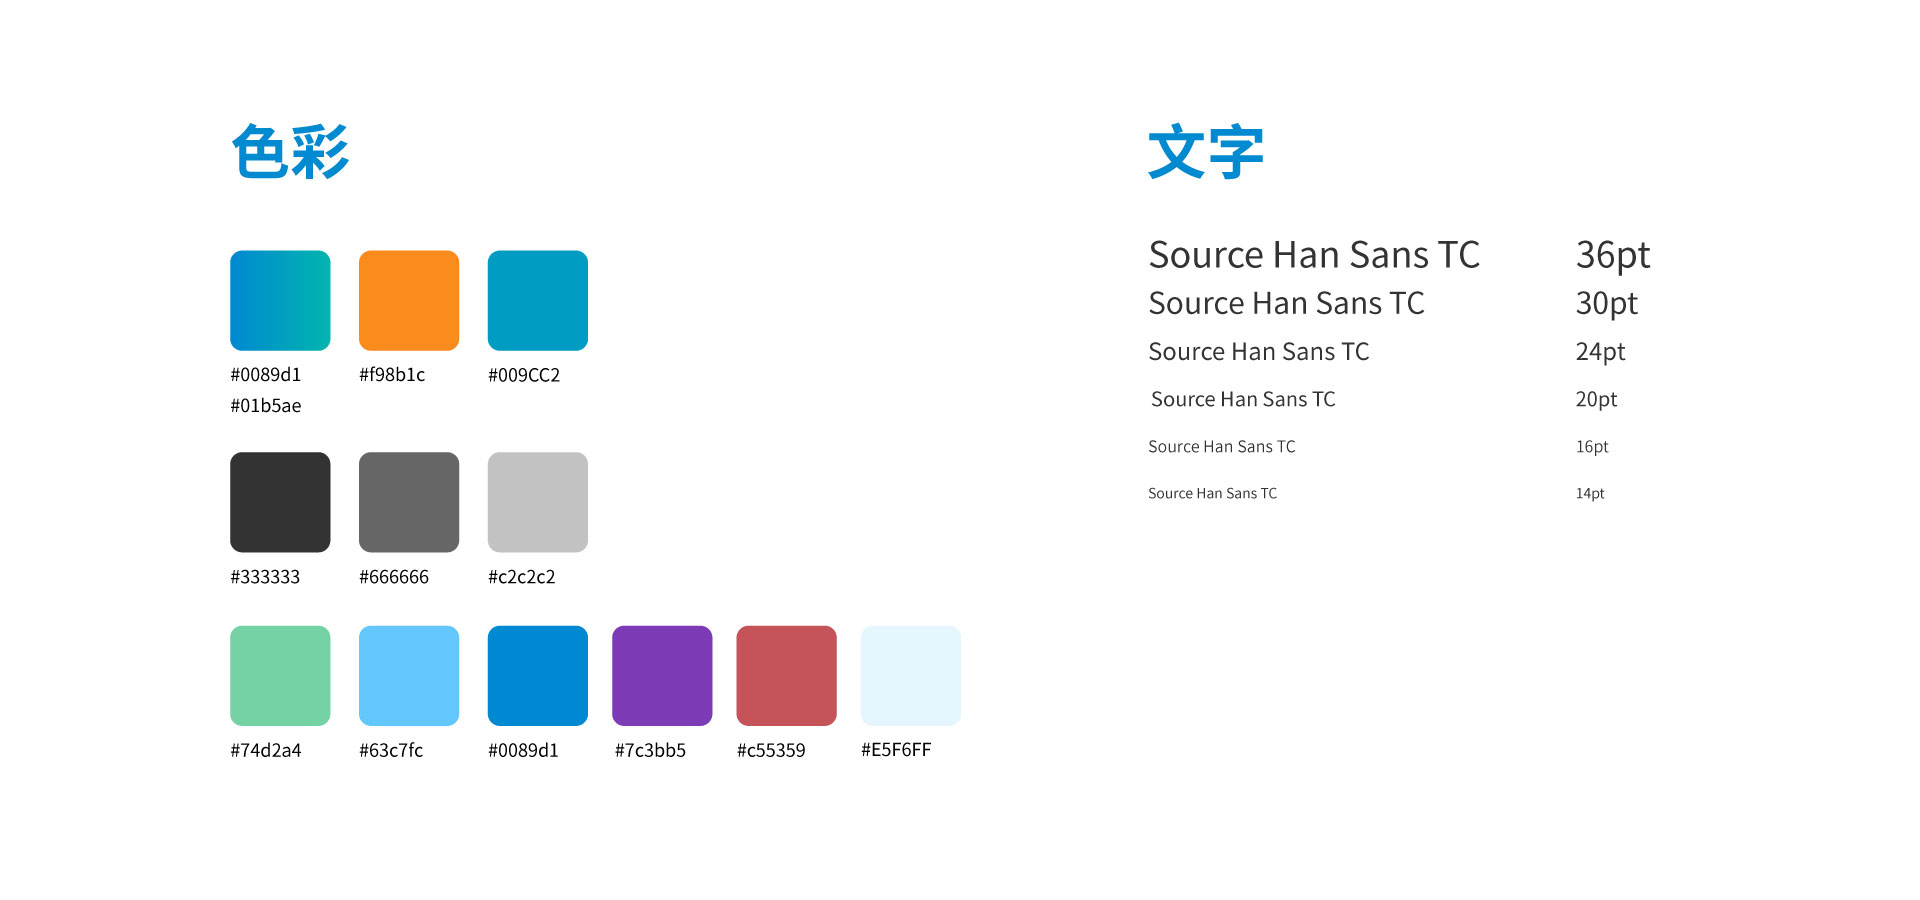 色彩
#0089d1 #f98b1c #009CC2
#01b5ae
#333333 #666666 #c2c2c2
#74d2a4 #63c7fc #0089d1 #7c3bb5 #c55359 #E5F6FF
文字
Source Han Sans TC 36pt
Source Han Sans TC 30pt
Source Han Sans TC 24pt
Source Han Sans TC 20pt
Source Han Sans TC 16pt
Source Han Sans TC 14pt